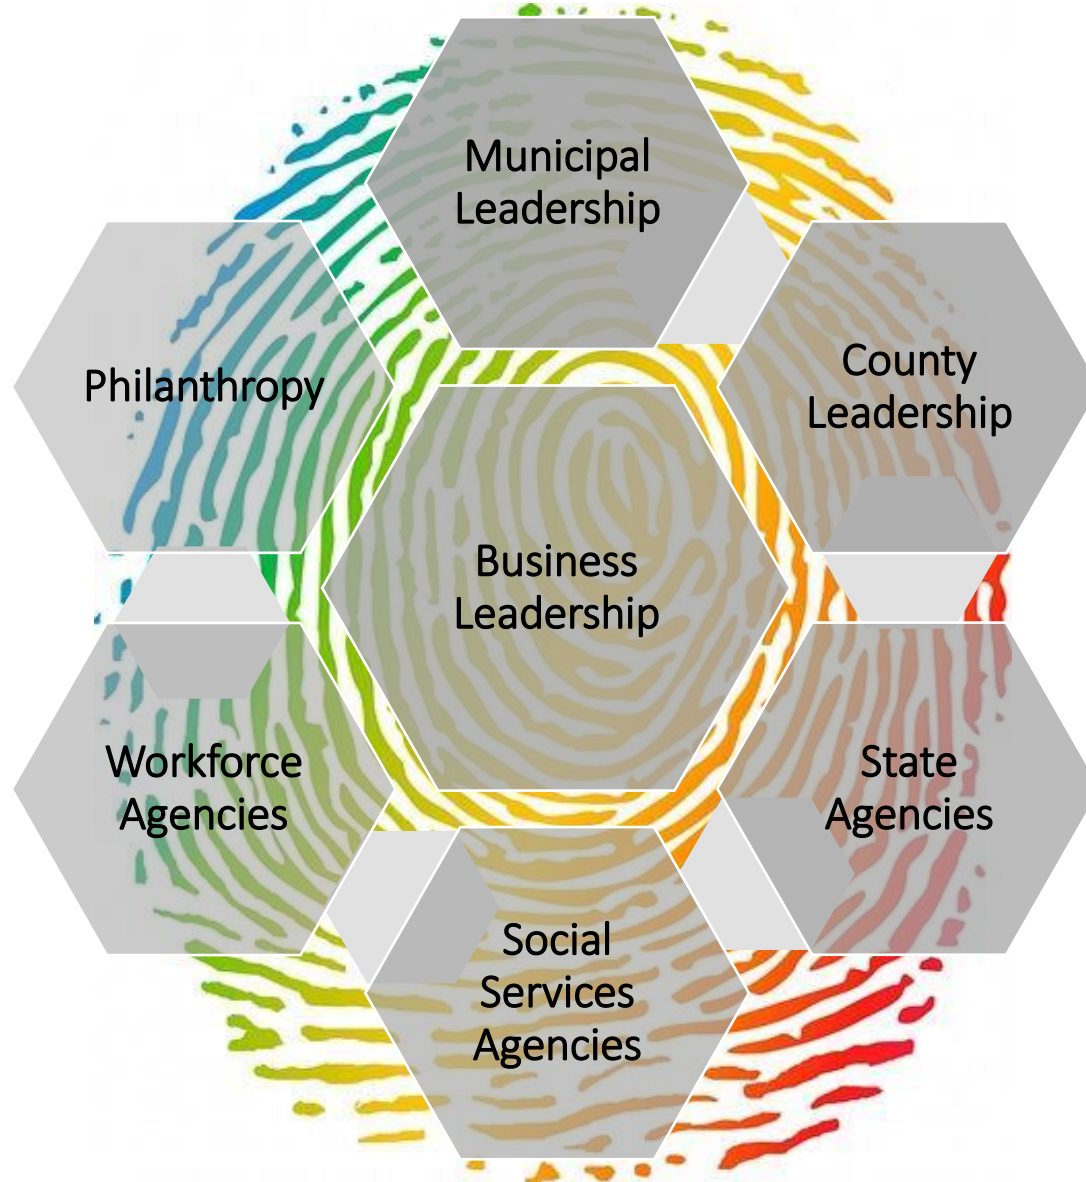 Municipal
Leadership
Philanthropy
County
Leadership
Business
Leadership
Workforce
Agencies
State
Agencies
Social
Services
Agencies